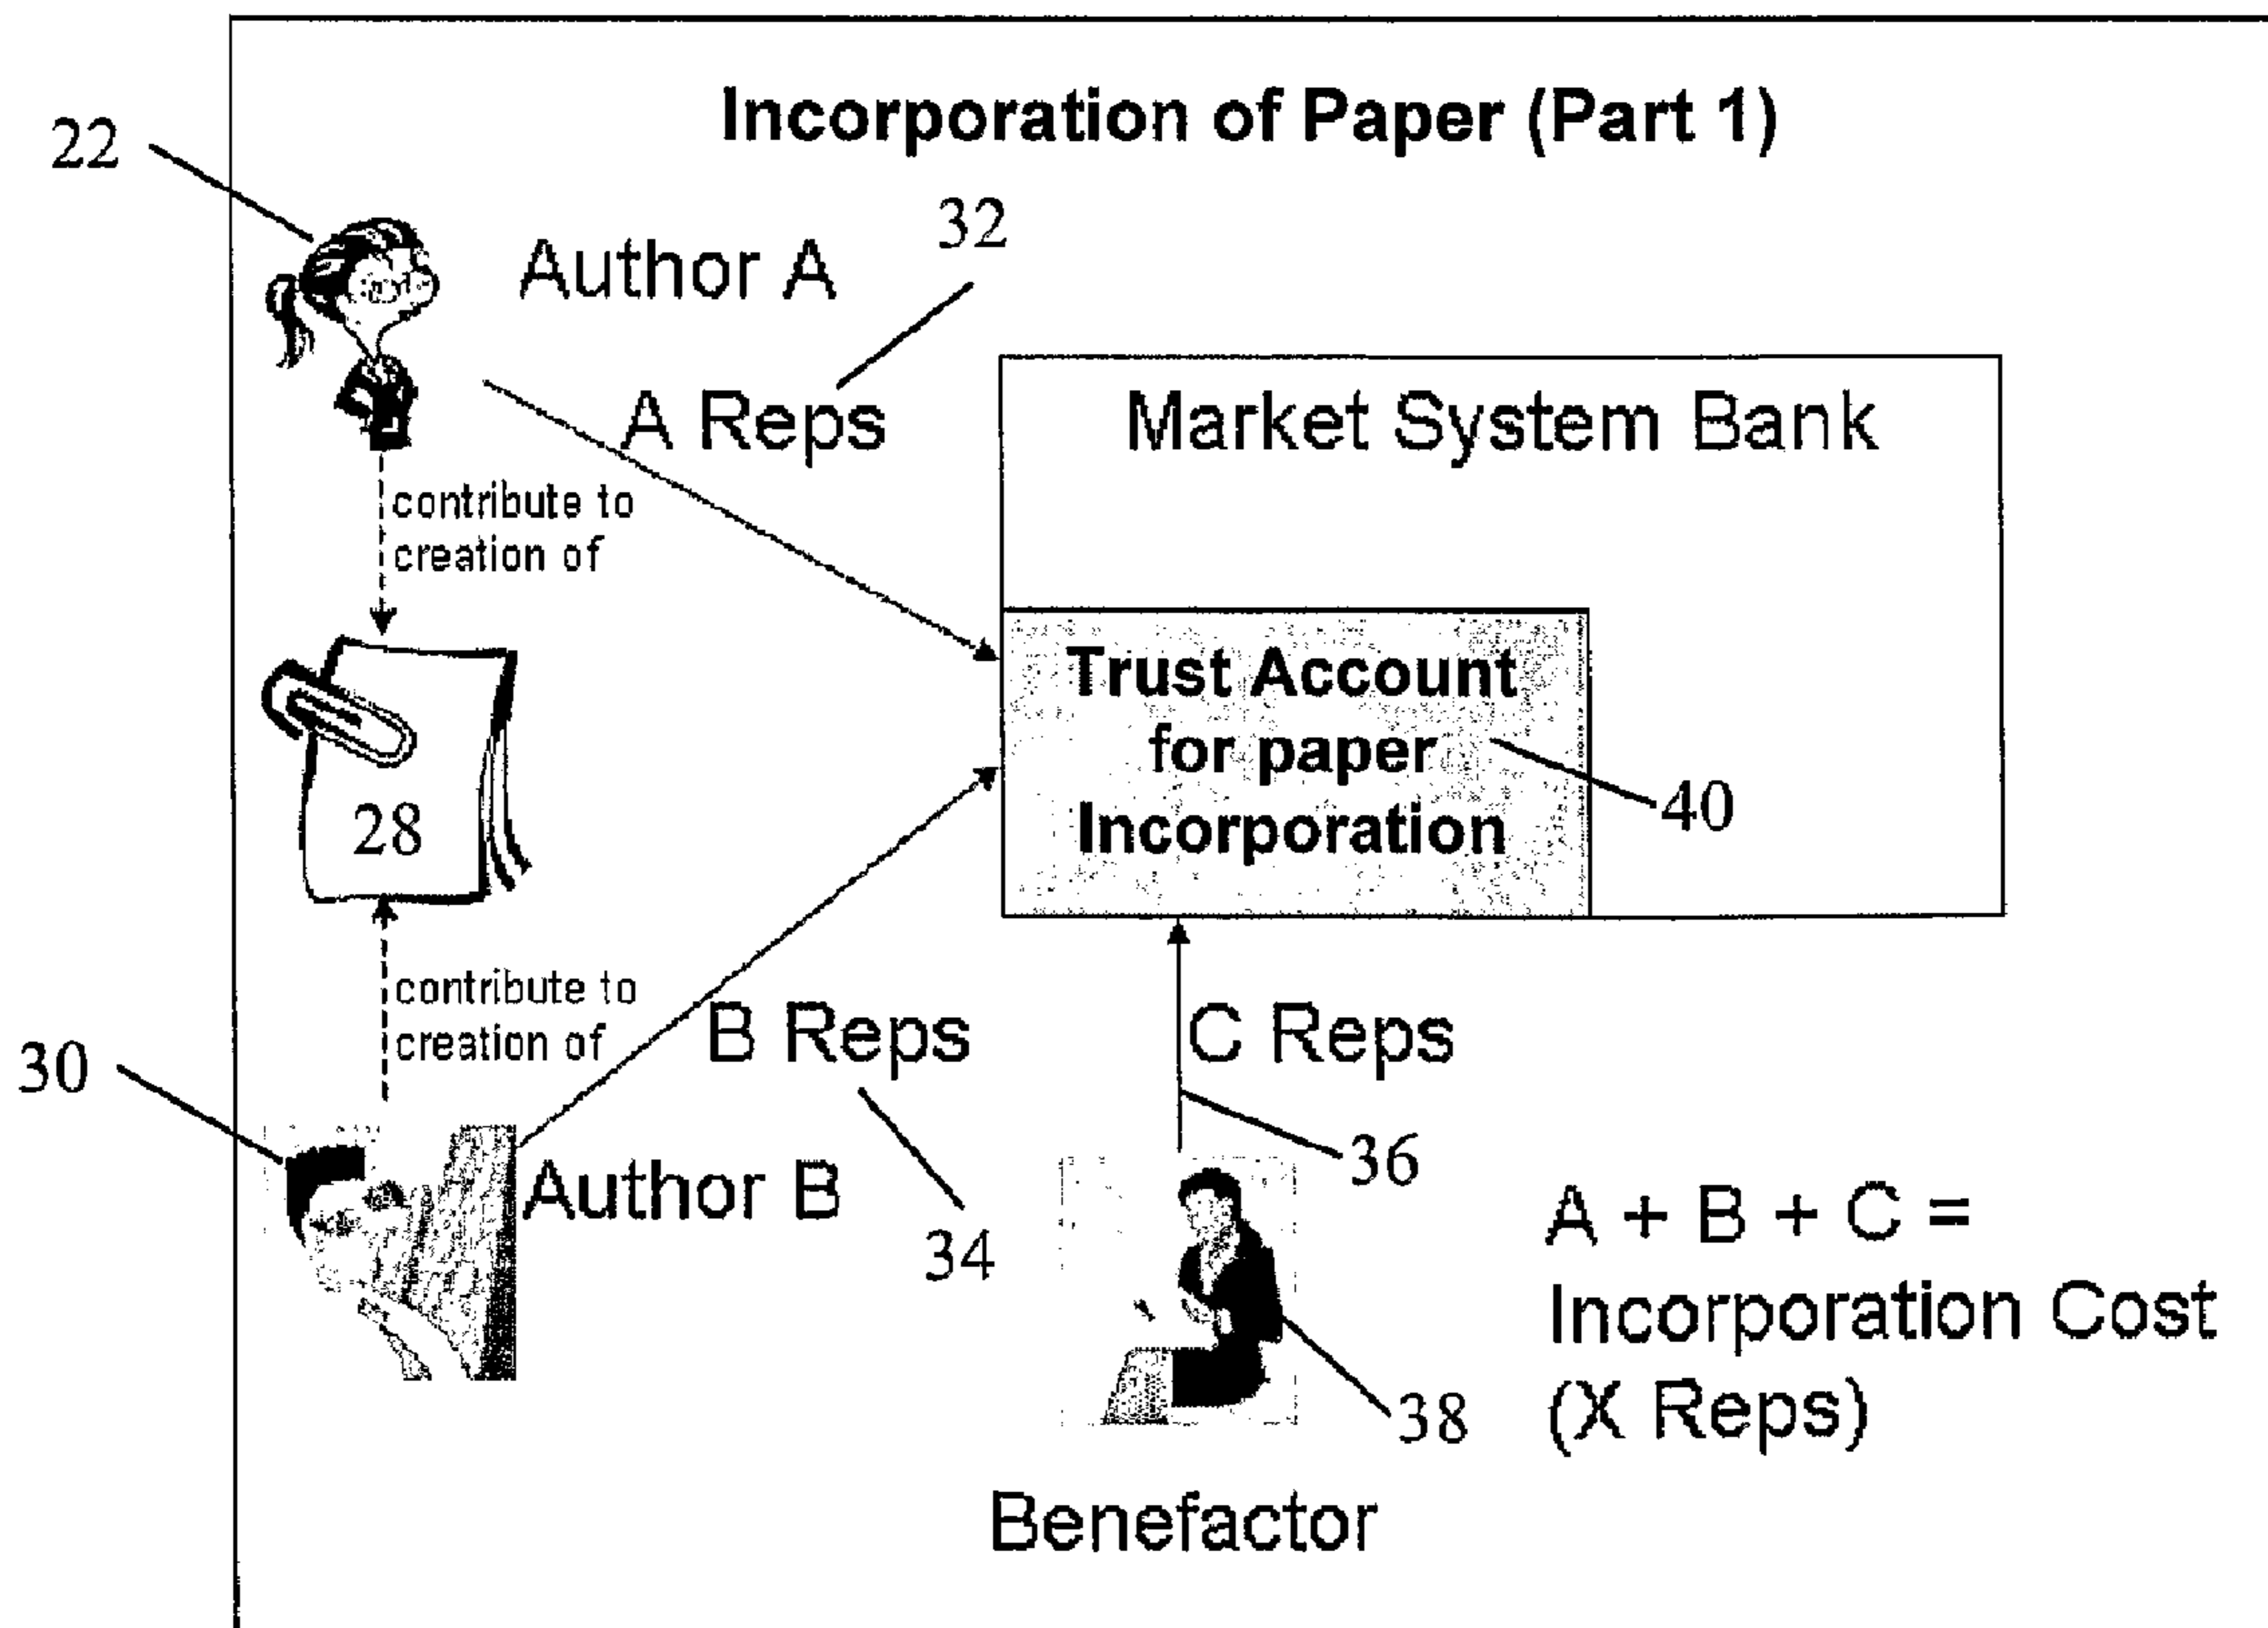 Incorporation of Paper (Part 1)
22
32
Author A
A Reps
Market System Bank
contribute to
creation of
Trust Account
for paper
Incorporation
40
28
contribute to
creation of
B Reps
C Reps
30
36
Author B
34
A + B + C =
Incorporation Cost
(X Reps)
38
Benefactor